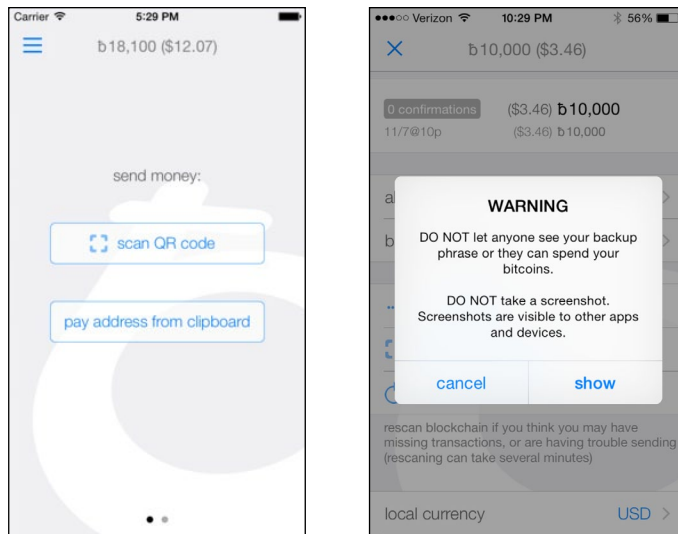 Carrier 5:29 PM
ƀ18,100 ($12.07)
send money:
scan QR code
pay address from clipboard
Verizon 10:29 PM 56%
ƀ10,000 ($3.46)
0 confirmations ($3.46) ƀ10,000
11/7@10p ($3.46) ƀ10,000
WARNING
DO NOT let anyone see your backup
phrase or they can spend your
bitcoins.
DO NOT take a screenshot.
Screenshots are visible to other apps
and devices.
cancel show
rescan blockchain if you think you may have
missing transactions, or are having trouble sending
(rescaning can take several minutes)
local currency USD >